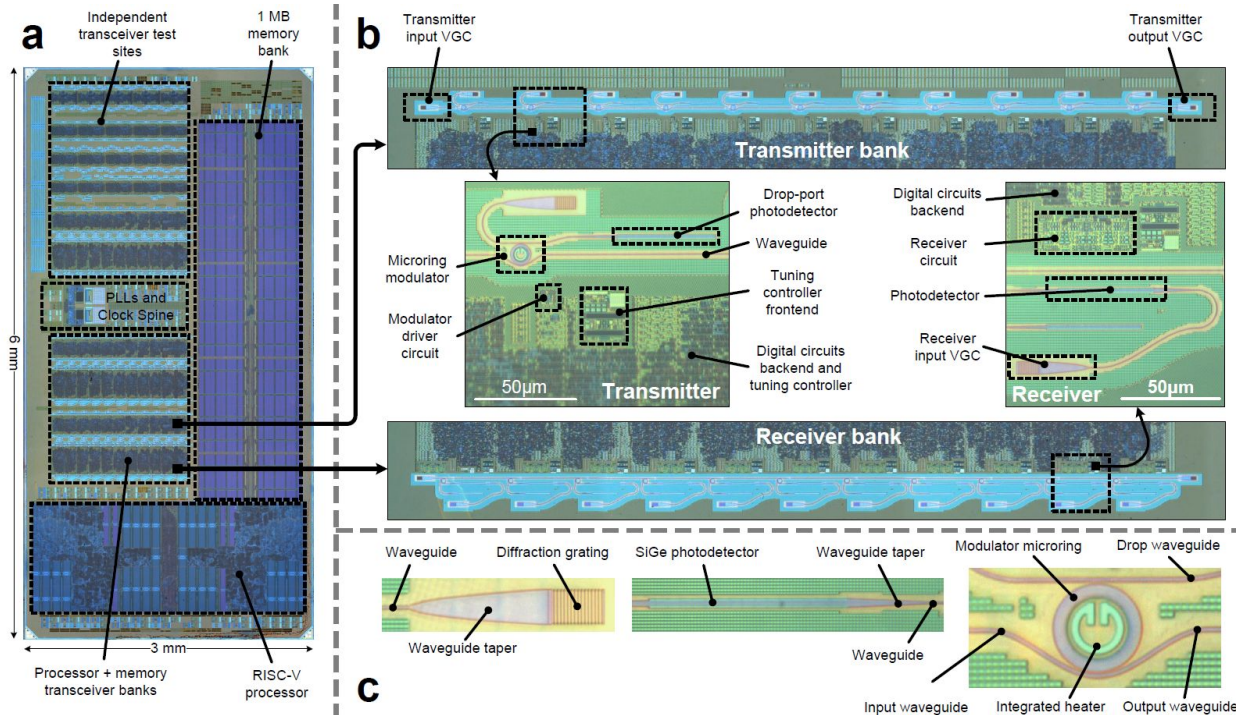 a
Independent
transceiver test
sites
1 MB
memory
bank
6 mm
PLLs and
Clock Spine
3 mm
Processor + memory
transceiver banks
RISC-V
processor
b
Transmitter
input VGC
Transmitter
output VGC
Transmitter bank
Drop-port
photodetector
Waveguide
Microring
modulator
Tuning
controller
frontend
Modulator
driver
circuit
Digital circuits
backend and
tuning controller
50μm
Transmitter
Digital circuits
backend
Receiver
circuit
Photodetector
Receiver
input VGC
Receiver
50μm
Receiver bank
c
Waveguide
Diffraction grating
Waveguide taper
SiGe photodetector
Waveguide taper
Waveguide
Modulator microring
Drop waveguide
Input waveguide
Integrated heater
Output waveguide